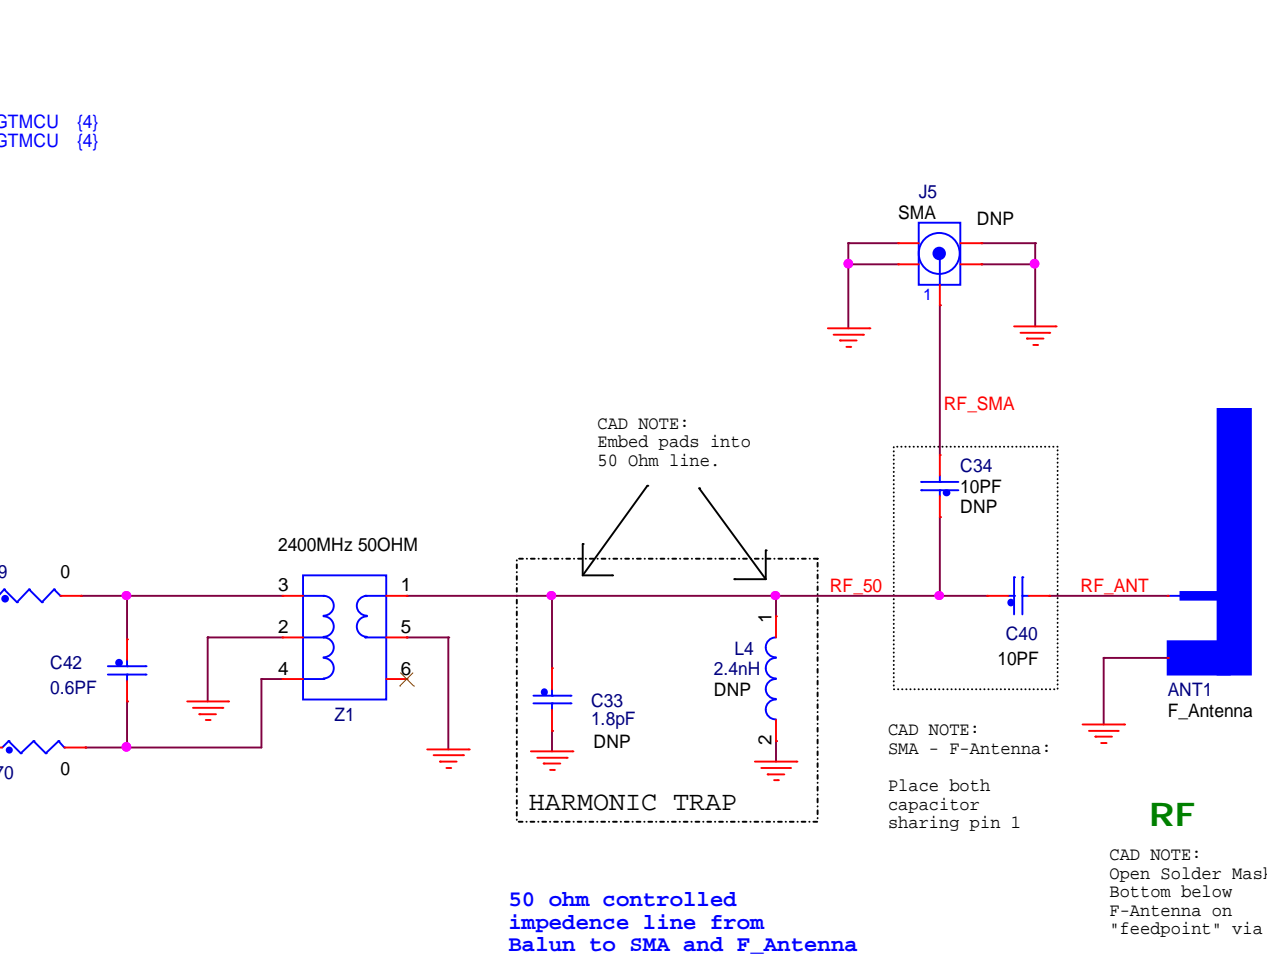 GTMCU {4}
GTMCU {4}
J5
SMA
DNP
1
RF_SMA
CAD NOTE:
Embed pads into
50 Ohm line.
C34
10PF
DNP
2400MHz 50OHM
9
0
3
1
2
5
4
6
C42
0.6PF
Z1
70
0
RF_50
RF_ANT
1
L4
2.4nH
DNP
2
C33
1.8pF
DNP
HARMONIC TRAP
C40
10PF
ANT1
F_Antenna
CAD NOTE:
SMA - F-Antenna:
Place both
capacitor
sharing pin 1
RF
CAD NOTE:
Open Solder Mask
Bottom below
F-Antenna on
"feedpoint" via
50 ohm controlled
impedence line from
Balun to SMA and F_Antenna